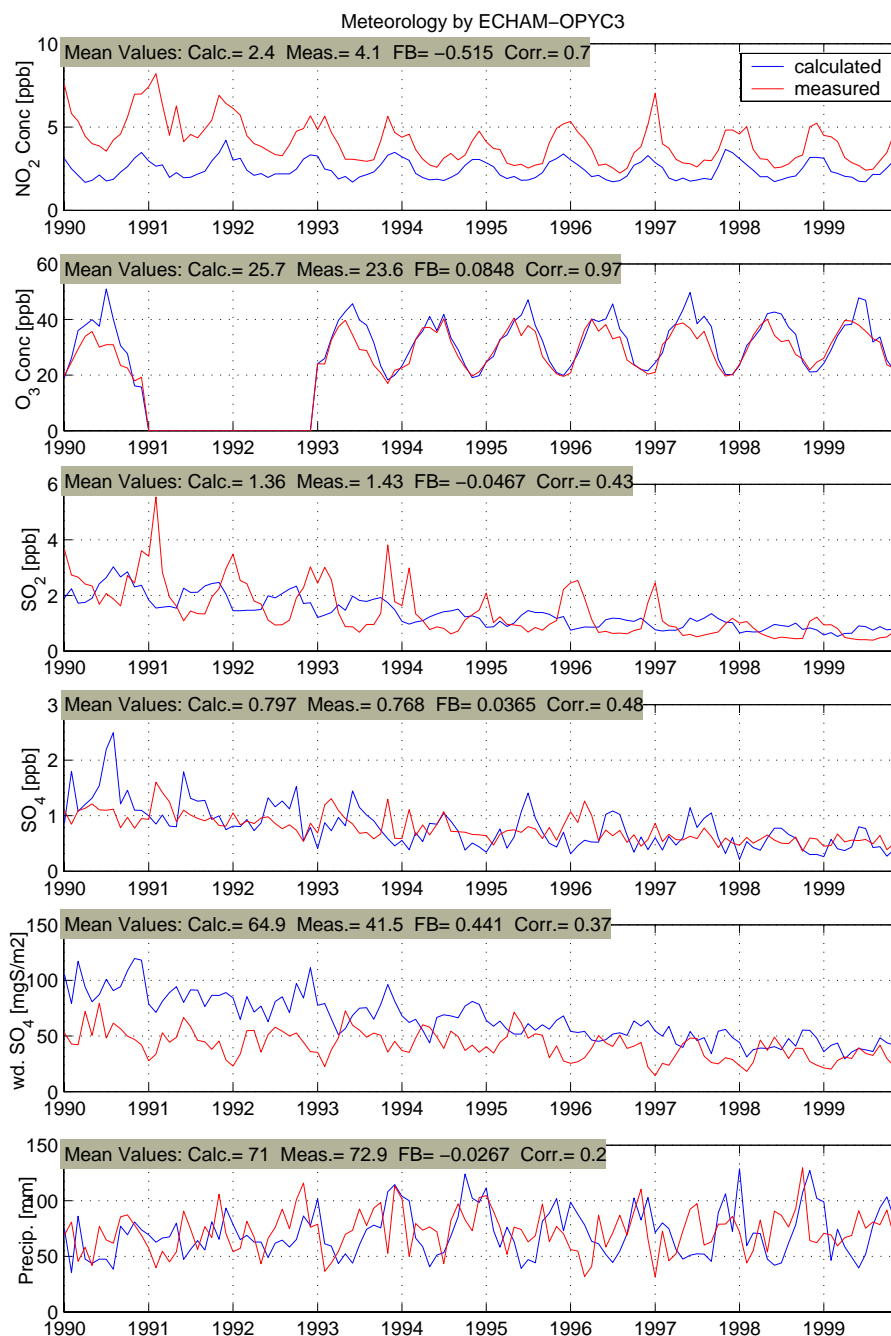 Meteorology by ECHAM−OPYC3
Mean Values: Calc.= 2.4  Meas.= 4.1  FB= −0.515  Corr.= 0.7
calculated
measured
NO2 Conc [ppb]
10
5
0
1990 1991 1992 1993 1994 1995 1996 1997 1998 1999
Mean Values: Calc.= 25.7  Meas.= 23.6  FB= 0.0848  Corr.= 0.97
O3 Conc [ppb]
60
40
20
0
1990 1991 1992 1993 1994 1995 1996 1997 1998 1999
Mean Values: Calc.= 1.36  Meas.= 1.43  FB= −0.0467  Corr.= 0.43
SO2 [ppb]
6
4
2
0
1990 1991 1992 1993 1994 1995 1996 1997 1998 1999
Mean Values: Calc.= 0.797  Meas.= 0.768  FB= 0.0365  Corr.= 0.48
SO4 [ppb]
3
2
1
0
1990 1991 1992 1993 1994 1995 1996 1997 1998 1999
Mean Values: Calc.= 64.9  Meas.= 41.5  FB= 0.441  Corr.= 0.37
wd. SO4 [mgS/m2]
150
100
50
0
1990 1991 1992 1993 1994 1995 1996 1997 1998 1999
Mean Values: Calc.= 71  Meas.= 72.9  FB= −0.0267  Corr.= 0.2
Precip. [mm]
150
100
50
0
1990 1991 1992 1993 1994 1995 1996 1997 1998 1999